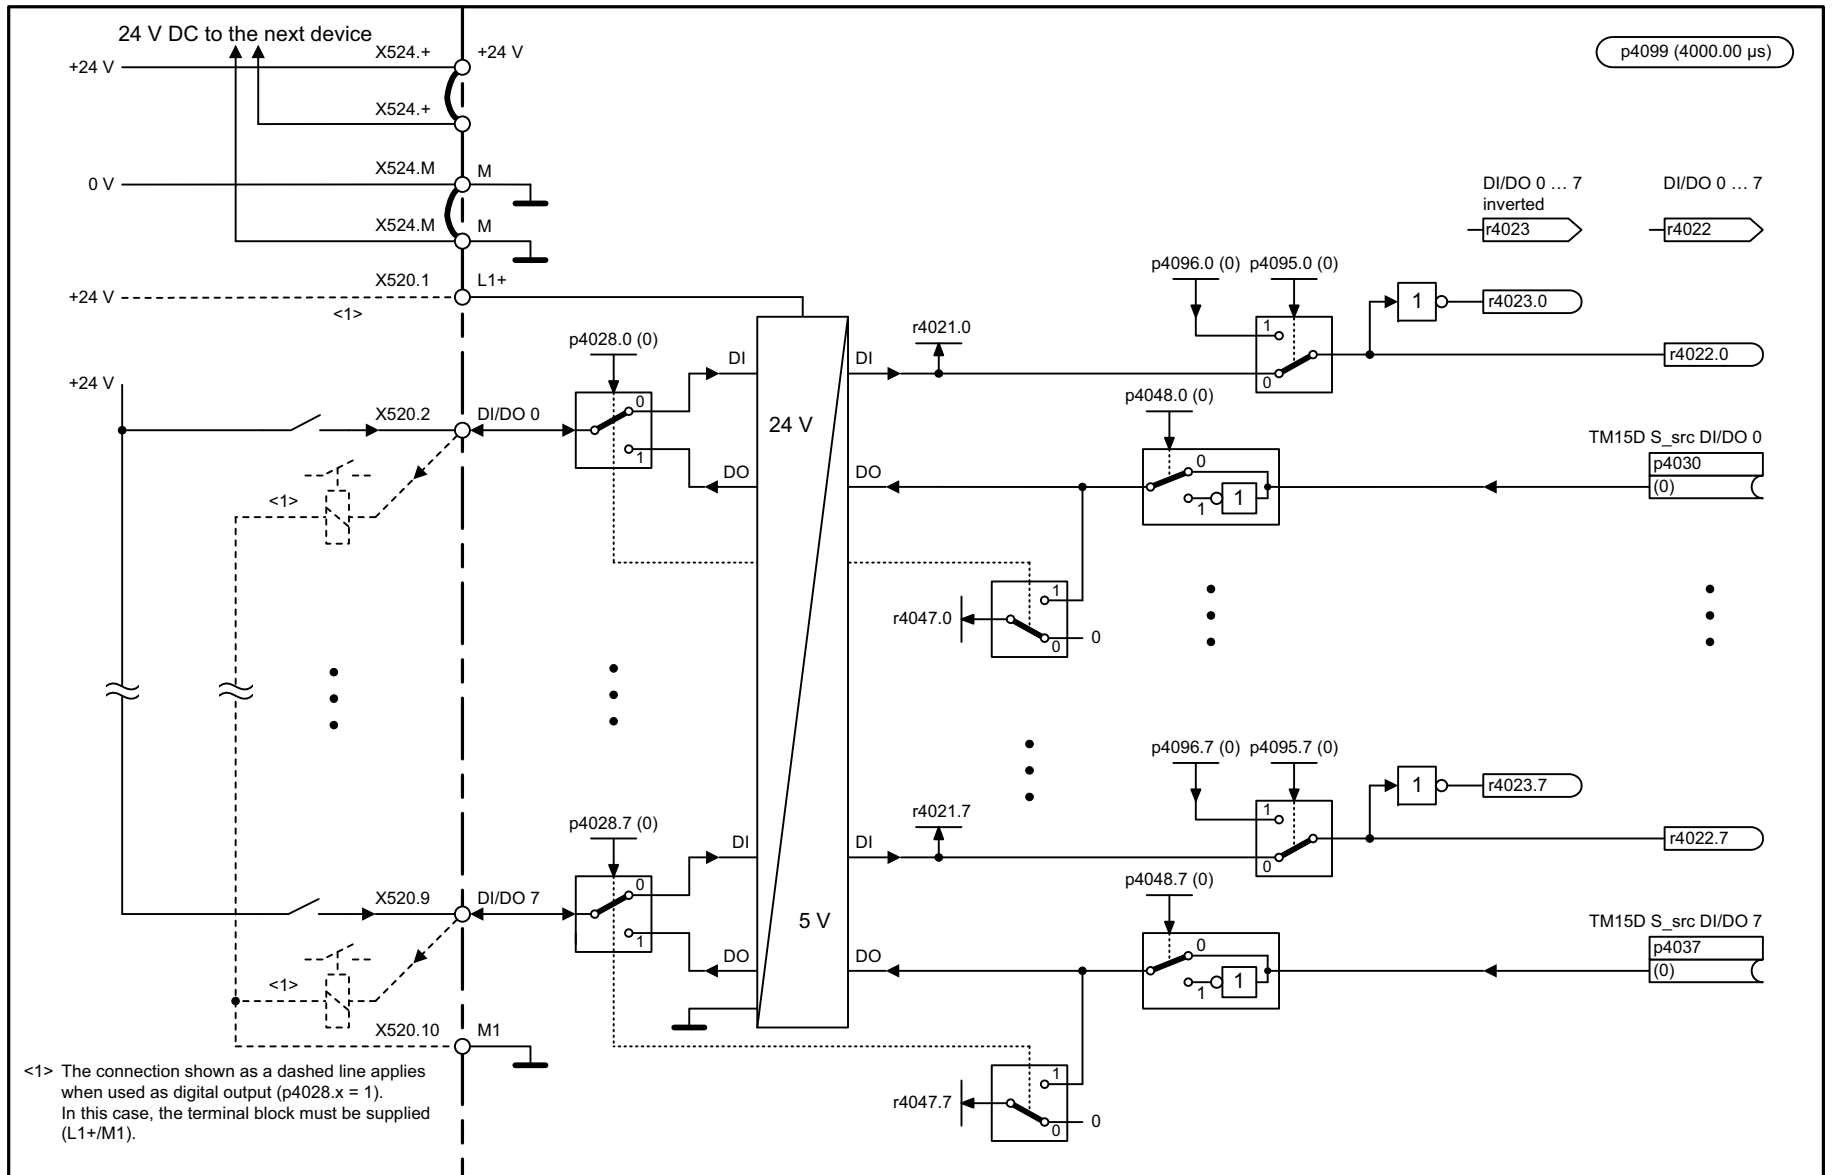 24 V DC to the next device
X524.+
+24 V
p4099 (4000.00 µs)
+24 V
X524.+
X524.M
M
0 V
DI/DO 0 … 7
inverted
DI/DO 0 … 7
X524.M
M
r4023
r4022
X520.1
L1+
p4096.0 (0)
p4095.0 (0)
+24 V
<1>
1
r4023.0
p4028.0 (0)
DI
DI
r4021.0
1
0
r4022.0
+24 V
p4048.0 (0)
X520.2
DI/DO 0
0
1
24 V
TM15D S_src DI/DO 0
p4030
(0)
DO
DO
0
1
1
<1>
1
0
0
r4047.0
p4096.7 (0)
p4095.7 (0)
1
r4023.7
p4028.7 (0)
DI
DI
r4021.7
1
0
r4022.7
p4048.7 (0)
X520.9
DI/DO 7
0
1
5 V
TM15D S_src DI/DO 7
p4037
(0)
DO
DO
0
1
1
<1>
X520.10
M1
1
0
0
r4047.7
<1> The connection shown as a dashed line applies
when used as digital output (p4028.x = 1).
In this case, the terminal block must be supplied
(L1+/M1).